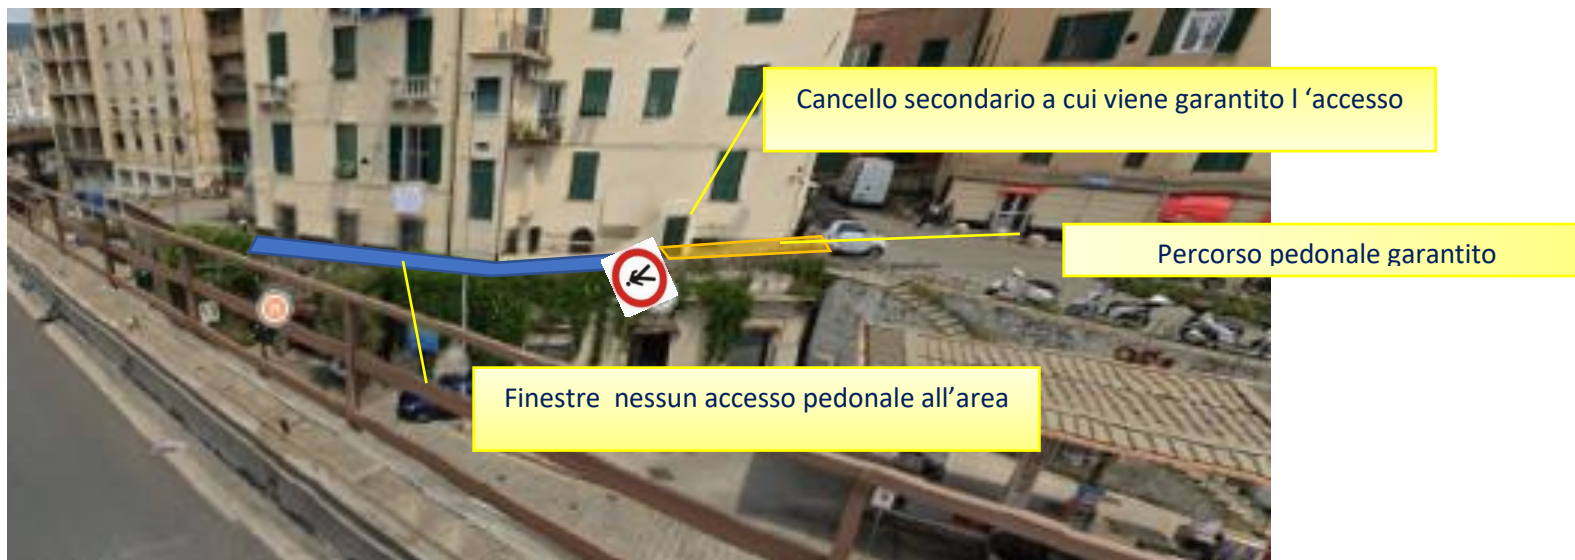 Cancello secondario a cui viene garantito l ‘accesso
Percorso pedonale garantito
Finestre  nessun accesso pedonale all’area